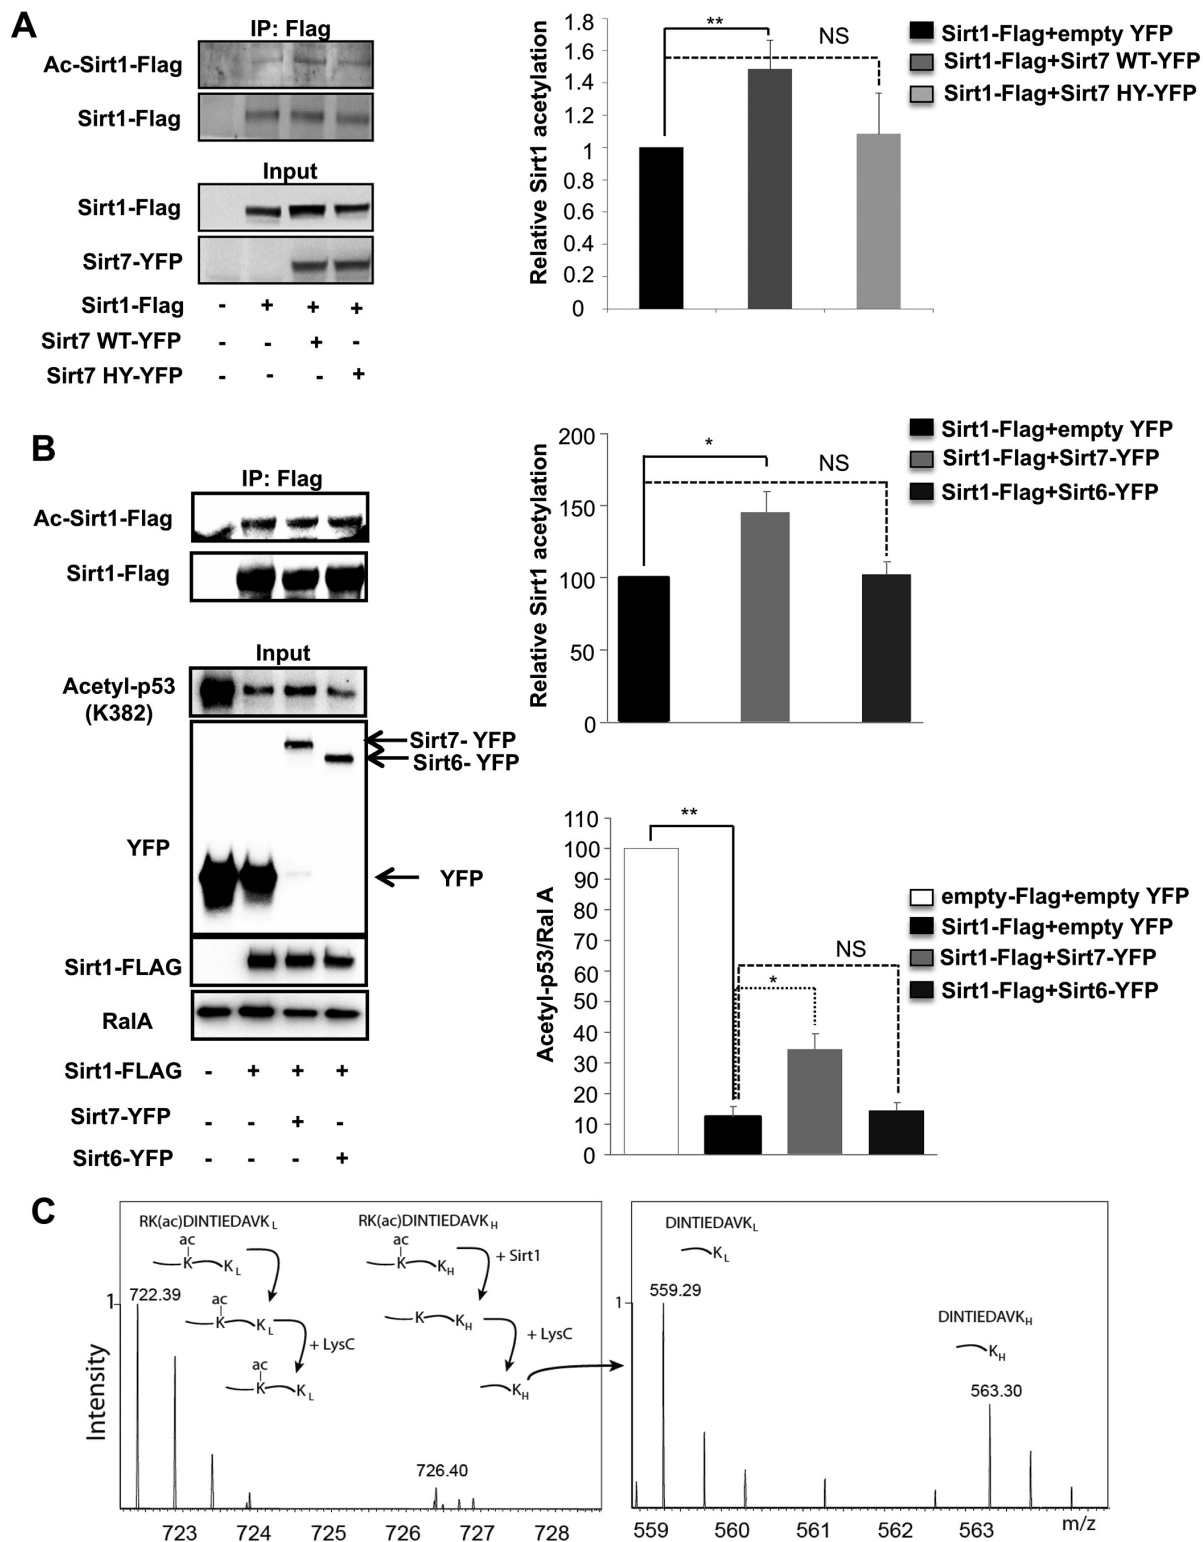 A
IP: Flag
Ac-Sirt1-Flag
Sirt1-Flag
Input
Sirt1-Flag
Sirt7-YFP
Sirt1-Flag - + + +
Sirt7 WT-YFP - - + -
Sirt7 HY-YFP - - - +
Relative Sirt1 acetylation
1.8
1.6
1.4
1.2
1
0.8
0.6
0.4
0.2
0
**
NS
Sirt1-Flag+empty YFP
Sirt1-Flag+Sirt7 WT-YFP
Sirt1-Flag+Sirt7 HY-YFP
B
IP: Flag
Ac-Sirt1-Flag
Sirt1-Flag
Input
Acetyl-p53
(K382)
Sirt7- YFP
Sirt6- YFP
YFP
YFP
Sirt1-FLAG
RalA
Sirt1-FLAG - + + +
Sirt7-YFP - - + -
Sirt6-YFP - - - +
Relative Sirt1 acetylation
200
150
100
50
0
*
NS
Sirt1-Flag+empty YFP
Sirt1-Flag+Sirt7-YFP
Sirt1-Flag+Sirt6-YFP
Acetyl-p53/Ral A
110
100
90
80
70
60
50
40
30
20
10
0
**
*
NS
empty-Flag+empty YFP
Sirt1-Flag+empty YFP
Sirt1-Flag+Sirt7-YFP
Sirt1-Flag+Sirt6-YFP
C
Intensity
1
RK(ac)DINTIEDAVKL
ac
K KL
722.39
ac
K KL
+ LysC
ac
K KL
RK(ac)DINTIEDAVKH
ac
K KH
+ Sirt1
K KH
+ LysC
KH
726.40
723 724 725 726 727 728
1
DINTIEDAVKL
KL
559.29
DINTIEDAVKH
KH
563.30
559 560 561 562 563 m/z